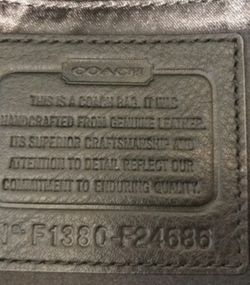 COACH
THIS IS A COACH BAG. IT WAS
HANDCRAFTED FROM GENUINE LEATHER.
ITS SUPERIOR CRAFTSMANSHIP AND
ATTENTION TO DETAIL REFLECT OUR
COMMITMENT TO ENDURING QUALITY.
Nº F1380-F24686